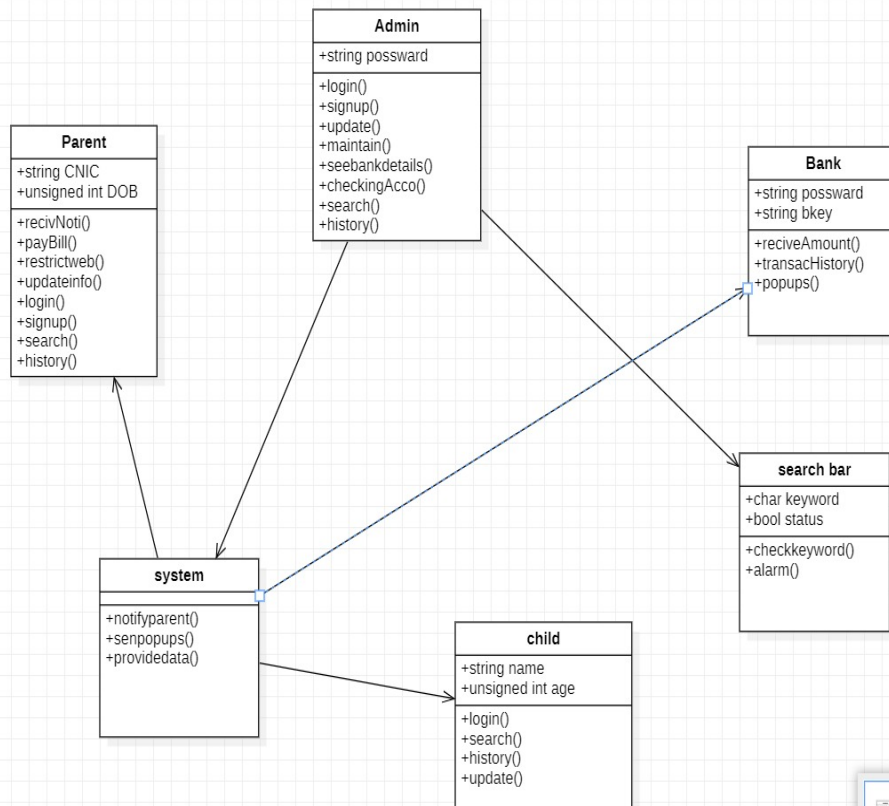 Admin
+string possward
+login()
+signup()
+update()
+maintain()
+seebankdetails()
+checkingAcco()
+search()
+history()
Parent
+string CNIC
+unsigned int DOB
+recivNoti()
+payBill()
+restrictweb()
+updateinfo()
+login()
+signup()
+search()
+history()
Bank
+string possward
+string bkey
+reciveAmount()
+transacHistory()
+popups()
search bar
+char keyword
+bool status
+checkkeyword()
+alarm()
system
+notifyparent()
+senpopups()
+providedata()
child
+string name
+unsigned int age
+login()
+search()
+history()
+update()